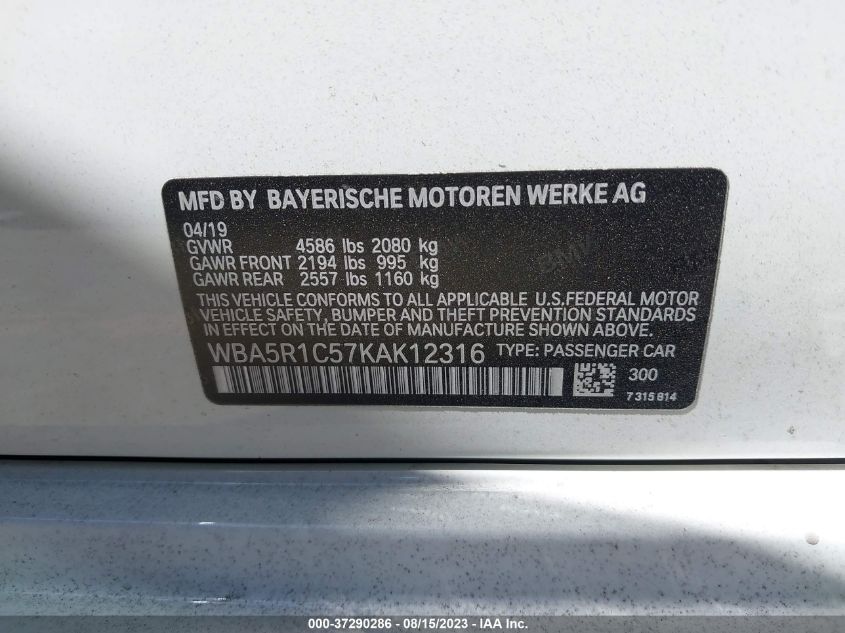 MFD BY BAYERISCHE MOTOREN WERKE AG
04/19
GVWR 4586 lbs 2080 kg
GAWR FRONT 2194 lbs 995 kg
GAWR REAR 2557 lbs 1160 kg
BMW
THIS VEHICLE CONFORMS TO ALL APPLICABLE U.S.FEDERAL MOTOR
VEHICLE SAFETY, BUMPER AND THEFT PREVENTION STANDARDS
IN EFFECT ON THE DATE OF MANUFACTURE SHOWN ABOVE.
WBA5R1C57KAK12316 TYPE: PASSENGER CAR
300
7 315 814
000-37290286 - 08/15/2023 - IAA Inc.